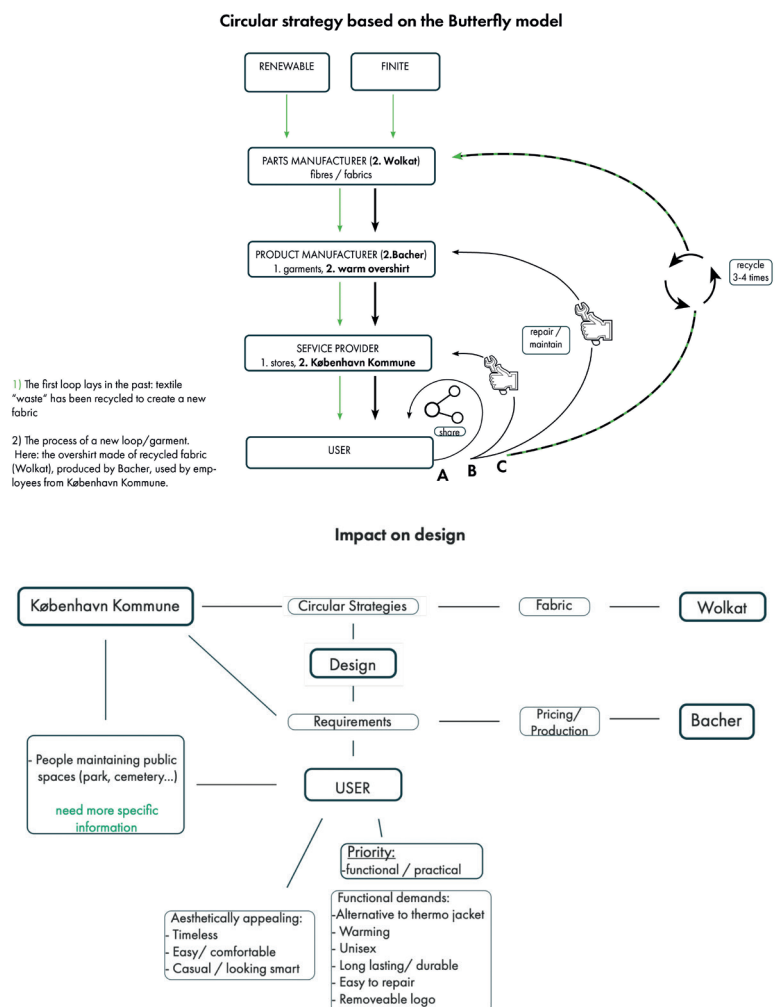 Circular strategy based on the Butterfly model
RENEWABLE
FINITE
PARTS MANUFACTURER (2. Wolkat)
fibres / fabrics
PRODUCT MANUFACTURER (2.Bacher)
1. garments, 2. warm overshirt
recycle
3-4 times
repair /
maintain
SEFVICE PROVIDER
1. stores, 2. København Kommune
1) The first loop lays in the past: textile
“waste” has been recycled to create a new
fabric
share
2) The process of a new loop/garment.
Here: the overshirt made of recycled fabric
(Wolkat), produced by Bacher, used by emp-
loyees from København Kommune.
USER
A
B
C
Impact on design
København Kommune
Circular Strategies
Fabric
Wolkat
Design
Requirements
Pricing/
Production
Bacher
- People maintaining public
spaces (park, cemetery...)
need more specific
information
USER
Priority:
-functional / practical
Aesthetically appealing:
- Timeless
- Easy/ comfortable
- Casual / looking smart
Functional demands:
-Alternative to thermo jacket
- Warming
- Unisex
- Long lasting/ durable
- Easy to repair
- Removeable logo